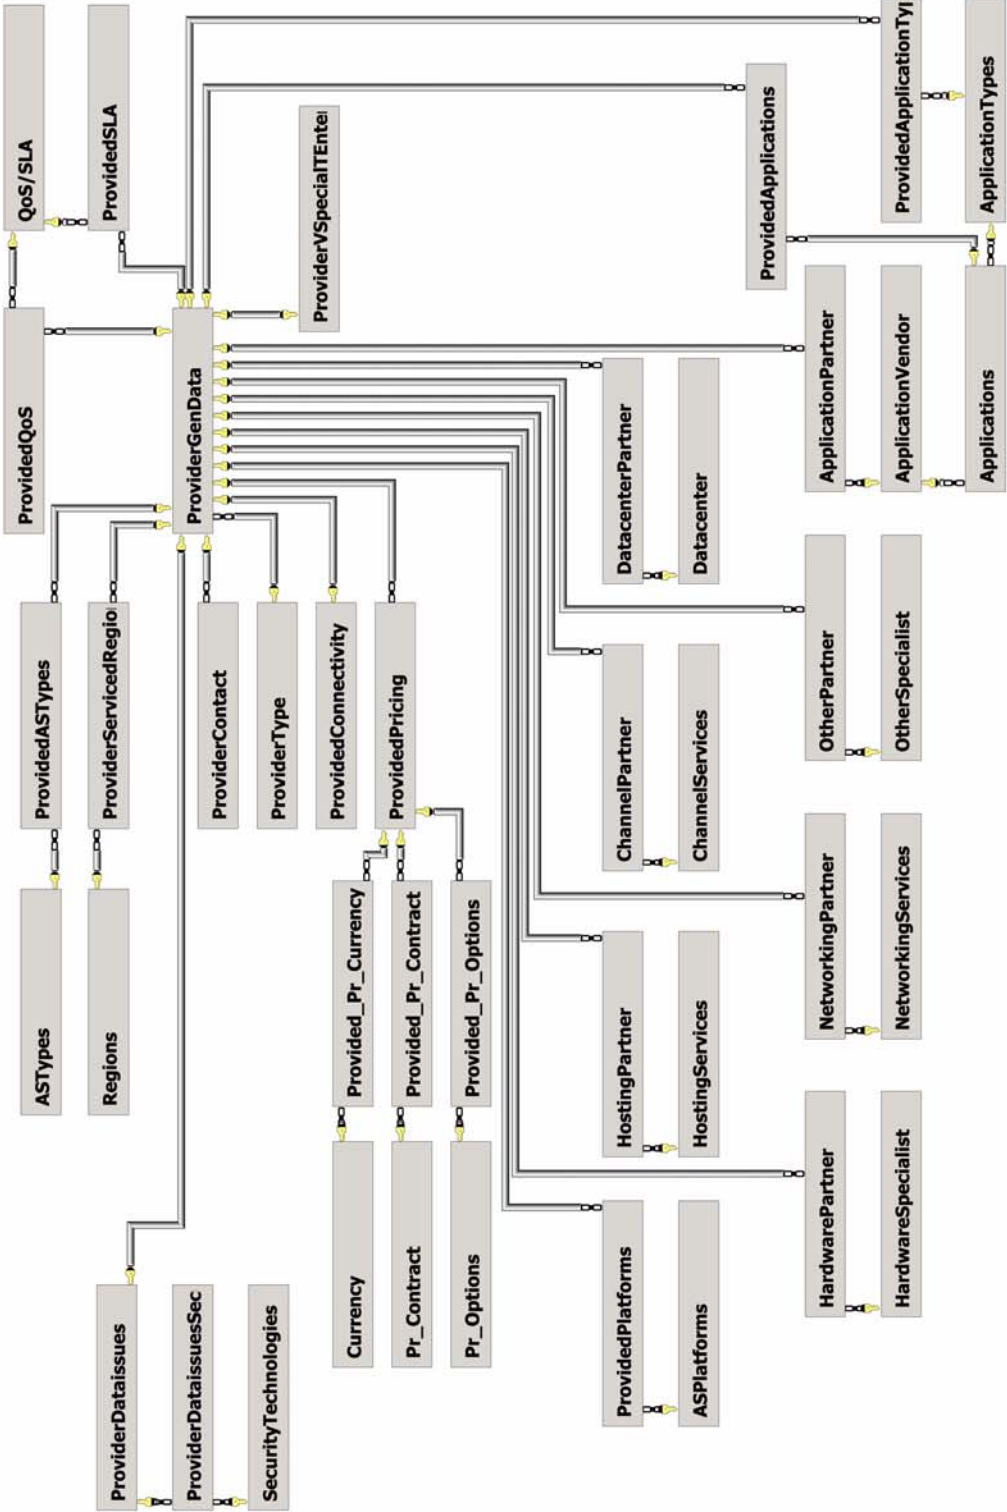 ProviderDataissues
ProviderDataissuesSec
SecurityTechnologies
ASTypes
Regions
Currency
Pr_Contract
Pr_Options
Provided_Pr_Currency
Provided_Pr_Contract
Provided_Pr_Options
ProvidedASTypes
ProviderServicedRegio
ProviderContact
ProviderType
ProvidedConnectivity
ProvidedPricing
ProvidedQoS
QoS/SLA
ProvidedSLA
ProviderGenData
ProviderVSpecialTEnte
ProvidedPlatforms
ASPlatforms
HostingPartner
HostingServices
ChannelPartner
ChannelServices
DatacenterPartner
Datacenter
HardwarePartner
HardwareSpecialist
NetworkingPartner
NetworkingServices
OtherPartner
OtherSpecialist
ApplicationPartner
ApplicationVendor
Applications
ProvidedApplications
ProvidedApplicationTy
ApplicationTypes